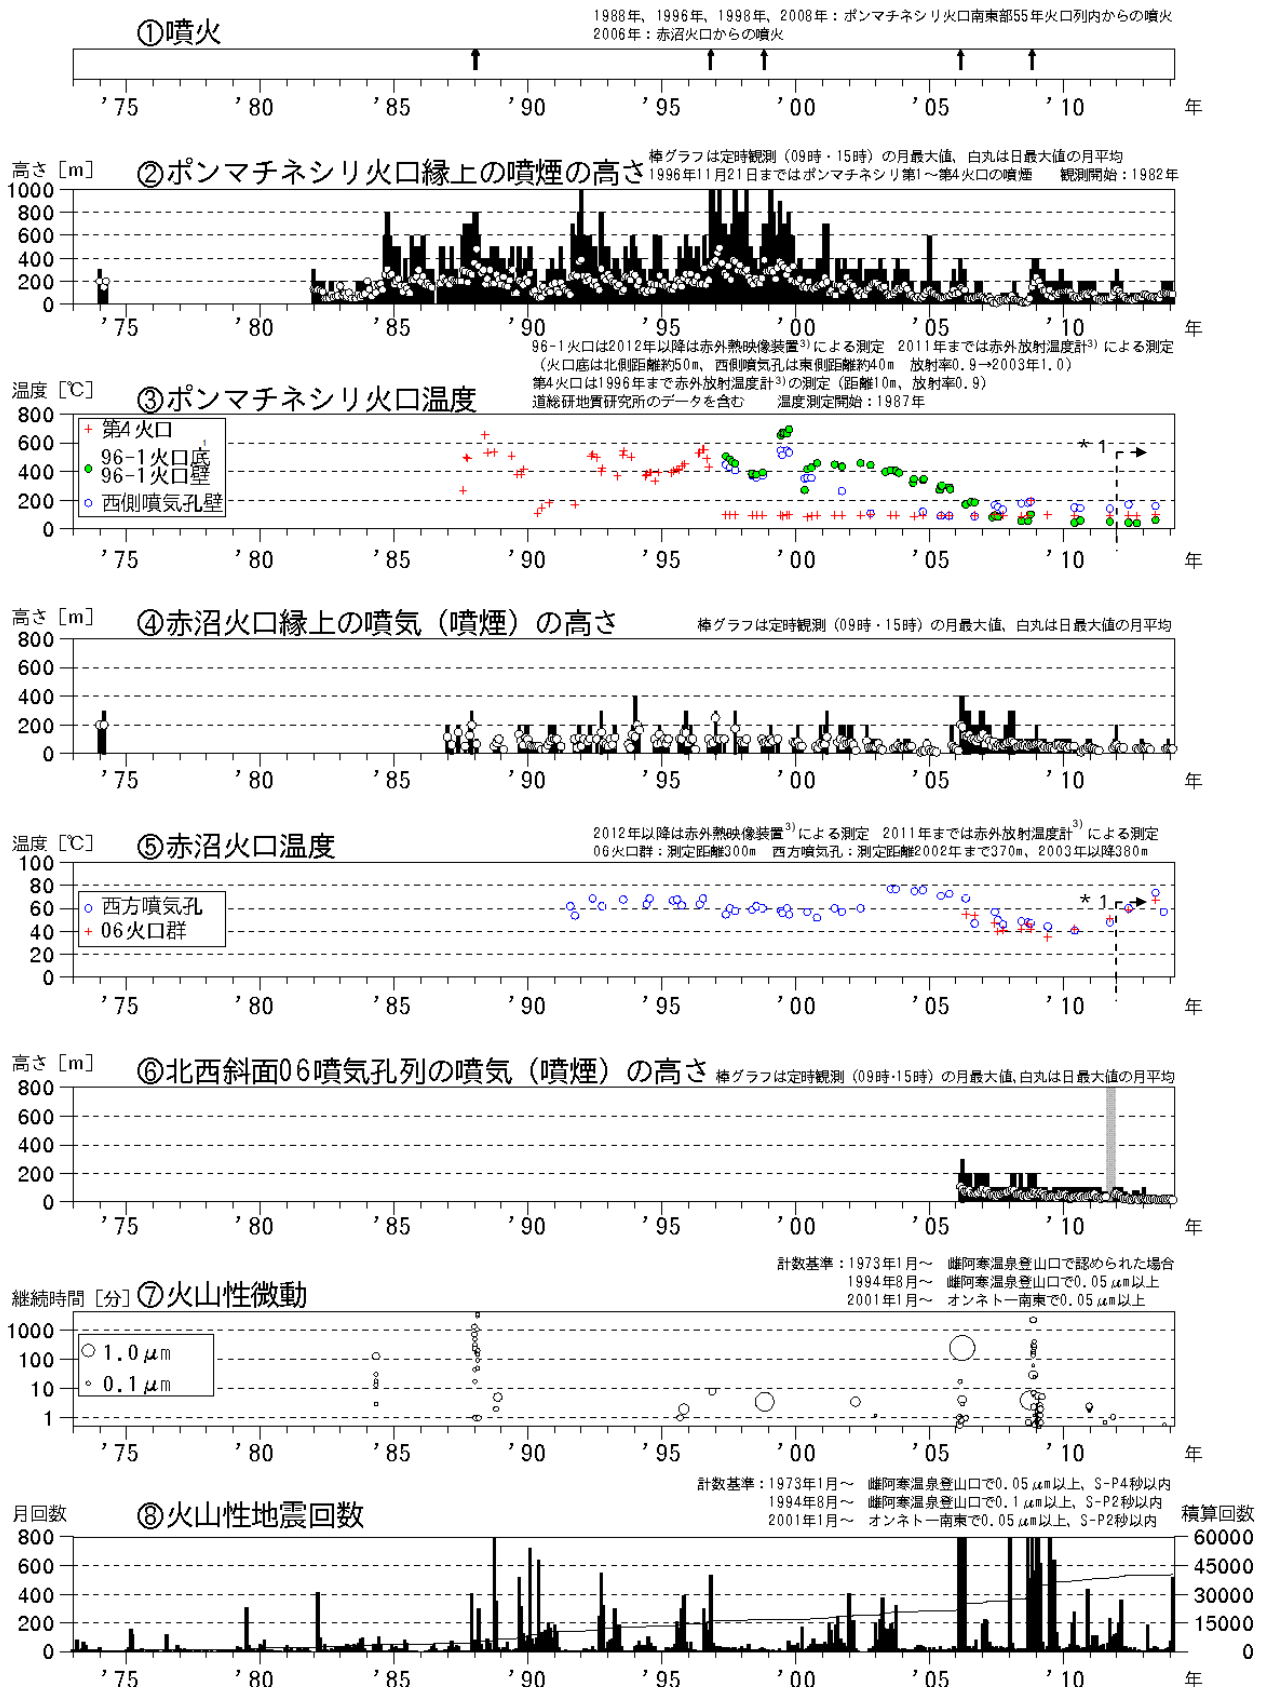 ①噴火
1988年、1996年、1998年、2008年：ポンマチネシリ火口南東部55年火口列内からの噴火
2006年：赤沼火口からの噴火
'75 '80 '85 '90 '95 '00 '05 '10 年
高さ［m］
②ポンマチネシリ火口縁上の噴煙の高さ
棒グラフは定時観測（09時・15時）の月最大値、白丸は日最大値の月平均
1996年11月21日まではポンマチネシリ第1～第4火口の噴煙 観測開始：1982年
1000
800
600
400
200
0
'75 '80 '85 '90 '95 '00 '05 '10 年
96-1火口は2012年以降は赤外熱映像装置3)による測定 2011年までは赤外放射温度計3)による測定
（火口底は北側距離約50m、西側噴気孔は東側距離約40m 放射率0.9→2003年1.0）
第4火口は1996年まで赤外放射温度計3)の測定（距離10m、放射率0.9）
道総研地質研究所のデータを含む 温度測定開始：1987年
温度［℃］
③ポンマチネシリ火口温度
800
600
400
200
0
第4火口
96-1火口底
96-1火口壁
西側噴気孔壁
*1
'75 '80 '85 '90 '95 '00 '05 '10 年
高さ［m］
④赤沼火口縁上の噴気（噴煙）の高さ
棒グラフは定時観測（09時・15時）の月最大値、白丸は日最大値の月平均
800
600
400
200
0
'75 '80 '85 '90 '95 '00 '05 '10 年
温度［℃］
⑤赤沼火口温度
2012年以降は赤外熱映像装置3)による測定 2011年までは赤外放射温度計3)による測定
06火口群：測定距離300m 西方噴気孔：測定距離2002年まで370m、2003年以降380m
100
80
60
40
20
0
西方噴気孔
06火口群
*1
'75 '80 '85 '90 '95 '00 '05 '10 年
高さ［m］
⑥北西斜面06噴気孔列の噴気（噴煙）の高さ
棒グラフは定時観測（09時・15時）の月最大値、白丸は日最大値の月平均
800
600
400
200
0
'75 '80 '85 '90 '95 '00 '05 '10 年
計数基準：1973年1月～ 雌阿寒温泉登山口で認められた場合
1994年8月～ 雌阿寒温泉登山口で0.05μm以上
2001年1月～ オンネトー南東で0.05μm以上
継続時間［分］
⑦火山性微動
1000
100
10
1
1.0μm
0.1μm
'75 '80 '85 '90 '95 '00 '05 '10 年
計数基準：1973年1月～ 雌阿寒温泉登山口で0.05μm以上、S-P4秒以内
1994年8月～ 雌阿寒温泉登山口で0.1μm以上、S-P2秒以内
2001年1月～ オンネトー南東で0.05μm以上、S-P2秒以内
月回数
⑧火山性地震回数
積算回数
800 60000
600 45000
400 30000
200 15000
0 0
'75 '80 '85 '90 '95 '00 '05 '10 年